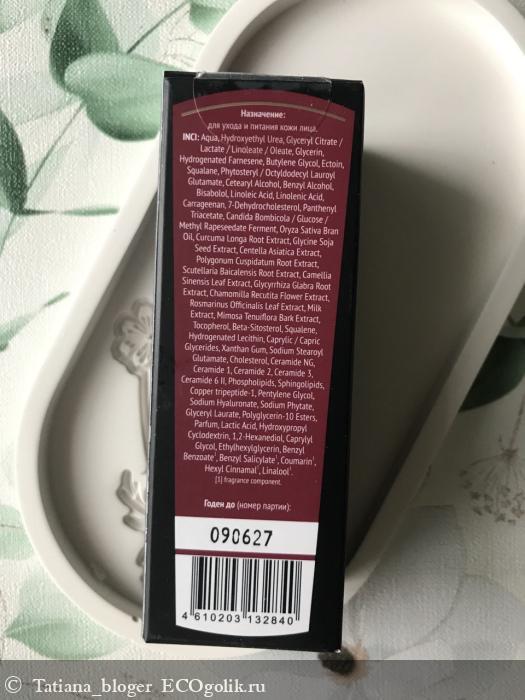 Назначение:
для ухода и питания кожи лица.
INCI: Aqua, Hydroxyethyl Urea, Glyceryl Citrate /
Lactate / Linoleate / Oleate, Glycerin,
Hydrogenated Farnesene, Butylene Glycol, Ectoin,
Squalane, Phytosteryl / Octyldodecyl Lauroyl
Glutamate, Cetearyl Alcohol, Benzyl Alcohol,
Bisabolol, Linoleic Acid, Linolenic Acid,
Carrageenan, 7-Dehydrocholesterol, Panthenyl
Triacetate, Candida Bombicola / Glucose /
Methyl Rapeseedate Ferment, Oryza Sativa Bran
Oil, Curcuma Longa Root Extract, Glycine Soja
Seed Extract, Centella Asiatica Extract,
Polygonum Cuspidatum Root Extract,
Scutellaria Baicalensis Root Extract, Camellia
Sinensis Leaf Extract, Glycyrrhiza Glabra Root
Extract, Chamomilla Recutita Flower Extract,
Rosmarinus Officinalis Leaf Extract, Milk
Extract, Mimosa Tenuiflora Bark Extract,
Tocopherol, Beta-Sitosterol, Squalene,
Hydrogenated Lecithin, Caprylic / Capric
Glycerides, Xanthan Gum, Sodium Stearoyl
Glutamate, Cholesterol, Ceramide NG,
Ceramide 1, Ceramide 2, Ceramide 3,
Ceramide 6 II, Phospholipids, Sphingolipids,
Copper tripeptide-1, Pentylene Glycol,
Sodium Hyaluronate, Sodium Phytate,
Glyceryl Laurate, Polyglycerin-10 Esters,
Parfum, Lactic Acid, Hydroxypropyl
Cyclodextrin, 1,2-Hexanediol, Caprylyl
Glycol, Ethylhexylglycerin, Benzyl
Benzoate¹, Benzyl Salicylate¹, Coumarin¹,
Hexyl Cinnamal¹, Linalool¹.
[1] fragrance component.
Годен до (номер партии):
090627
4 610203 132840
© Tatiana_bloger ECOgolik.ru